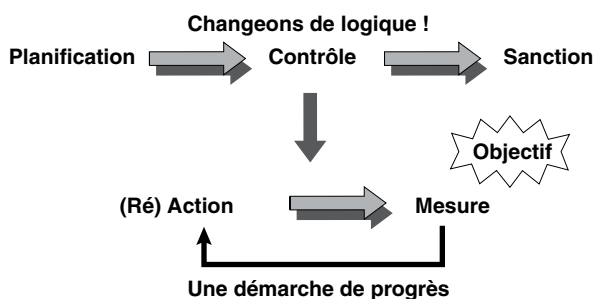 Changeons de logique !
Planification Contrôle Sanction
Objectif
(Ré) Action Mesure
Une démarche de progrès